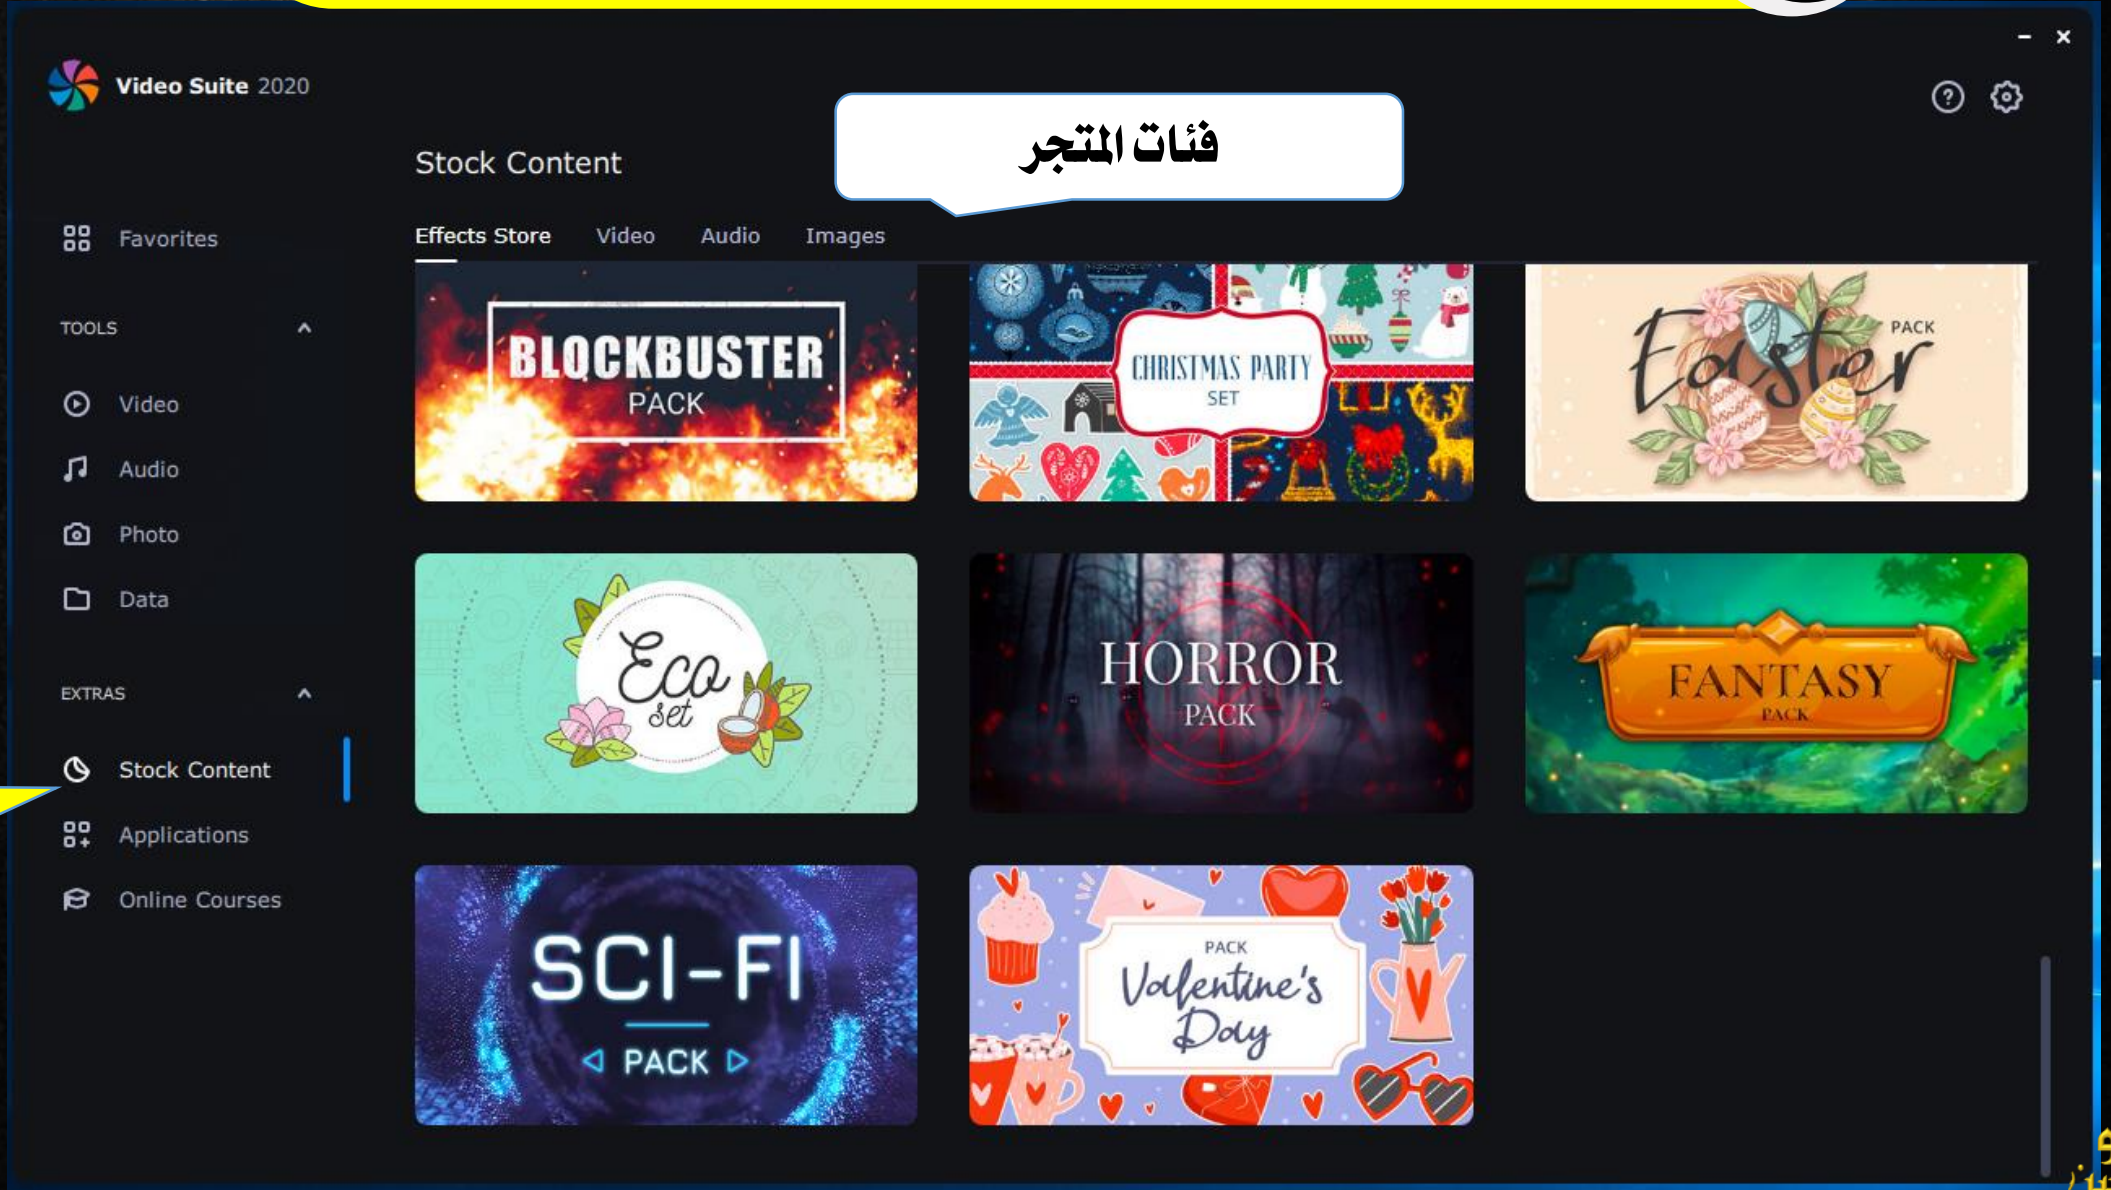 Video Suite 2020
فئات المتجر
Stock Content
Effects Store Video Audio Images
Favorites
TOOLS
Video
Audio
Photo
Data
EXTRAS
Stock Content
Applications
Online Courses
BLOCKBUSTER
PACK
CHRISTMAS PARTY
SET
PACK
Easter
Eco
set
HORROR
PACK
FANTASY
PACK
SCI-FI
PACK
PACK
Valentine's
Day